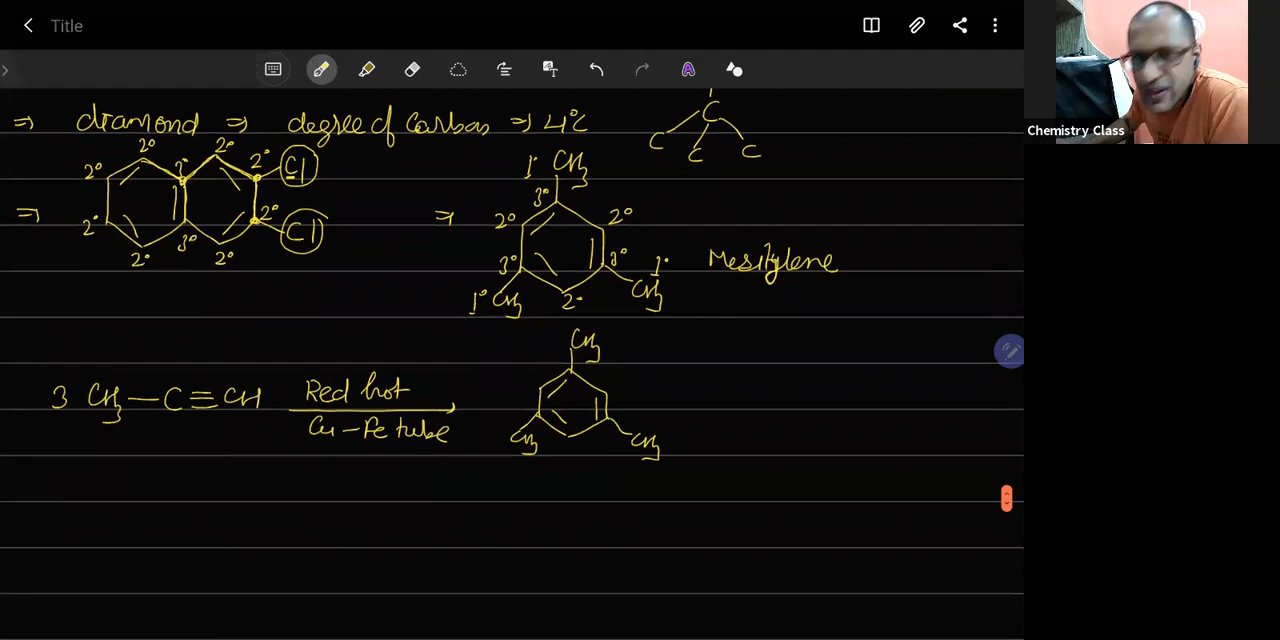 Title
⇒ diamond ⇒ degree of Carbon ⇒ 4°C
C
C C C
Chemistry Class
2° 2° 3° 2° 2° Cl
2° 2° 3° 2° 2° Cl
⇒
⇒
1° CH3
3°
2° 2°
3° 3° 1°
1° CH3 2° CH3
Mesitylene
3 CH3 — C ≡ CH Red hot
Cu - Fe tube
CH3
CH3 CH3